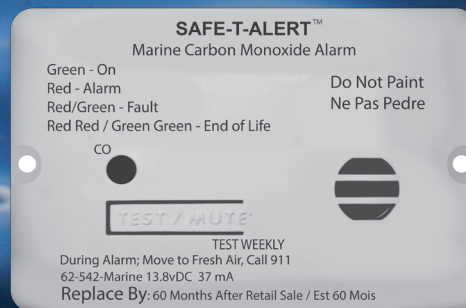 SAFE-T-ALERT™
Marine Carbon Monoxide Alarm
Green - On
Red - Alarm
Red/Green - Fault
Red Red / Green Green - End of Life
Do Not Paint
Ne Pas Pedre
CO
TEST / MUTE
TEST WEEKLY
During Alarm; Move to Fresh Air, Call 911
62-542-Marine 13.8vDC 37 mA
Replace By: 60 Months After Retail Sale / Est 60 Mois